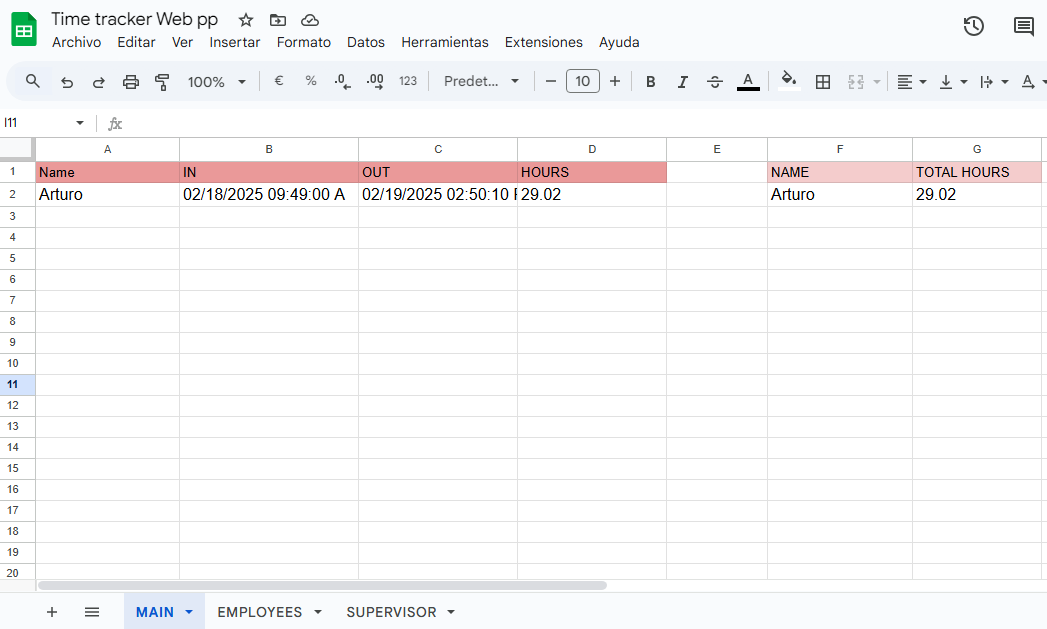 Time tracker Web pp
Archivo Editar Ver Insertar Formato Datos Herramientas Extensiones Ayuda
100% € % .0 .00 123 Predet... − 10 + B I S A A
I11 fx
A B C D E F G
1 Name IN OUT HOURS NAME TOTAL HOURS
2 Arturo 02/18/2025 09:49:00 A 02/19/2025 02:50:10 29.02 Arturo 29.02
3
4
5
6
7
8
9
10
11
12
13
14
15
16
17
18
19
20
+ MAIN EMPLOYEES SUPERVISOR